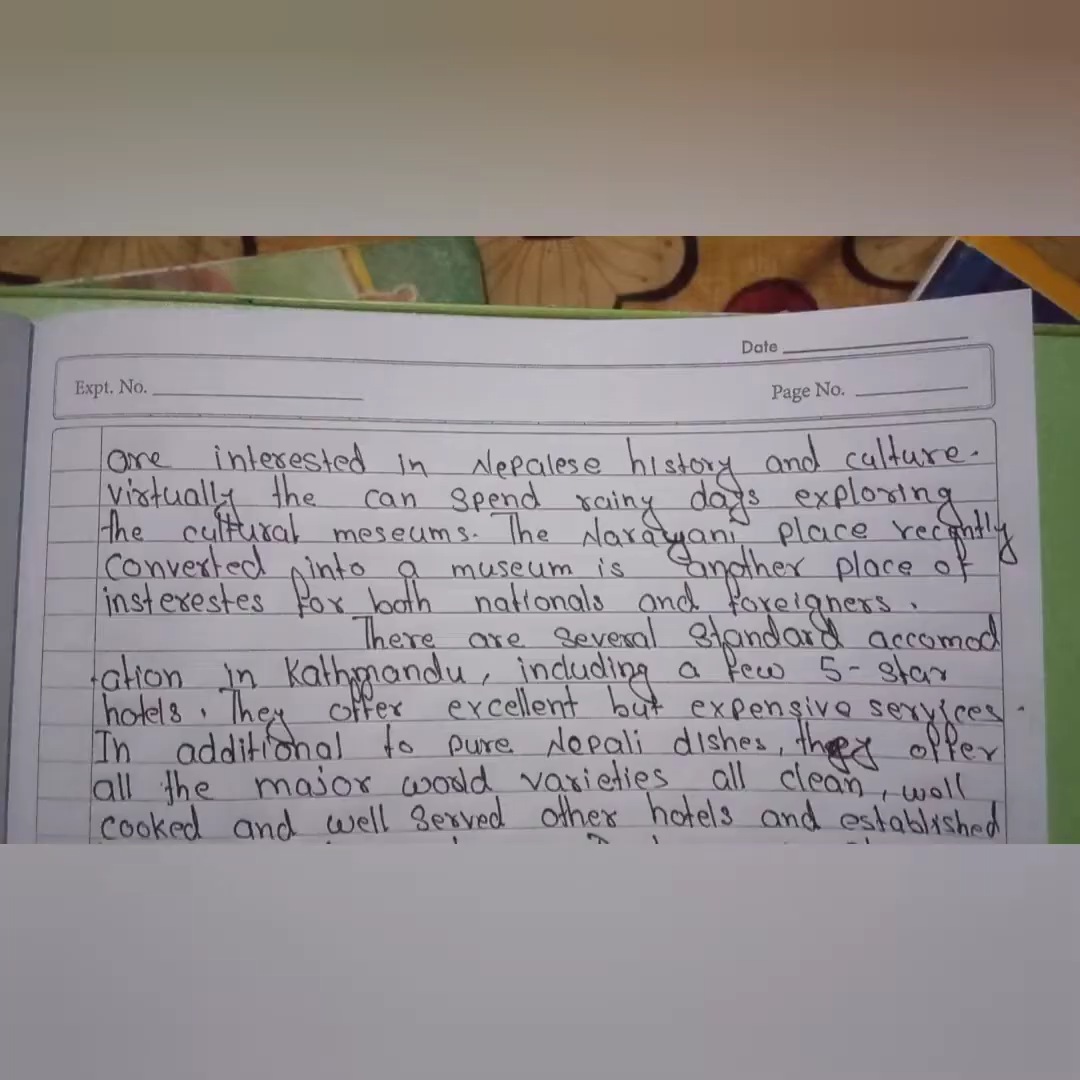 Date
Expt. No.
Page No.
are interested in Nepalese history and culture.
virtually the can spend rainy days exploring
the cultural meseums. The Narayani place recently
converted into a museum is another place of
insterestes for both nationals and foreigners.
There are several standard accomod
ation in Kathmandu, including a few 5-star
hotels. They offer excellent but expensive services.
In additional to pure Nepali dishes, they offer
all the major world varieties all clean, well
cooked and well served other hotels and established